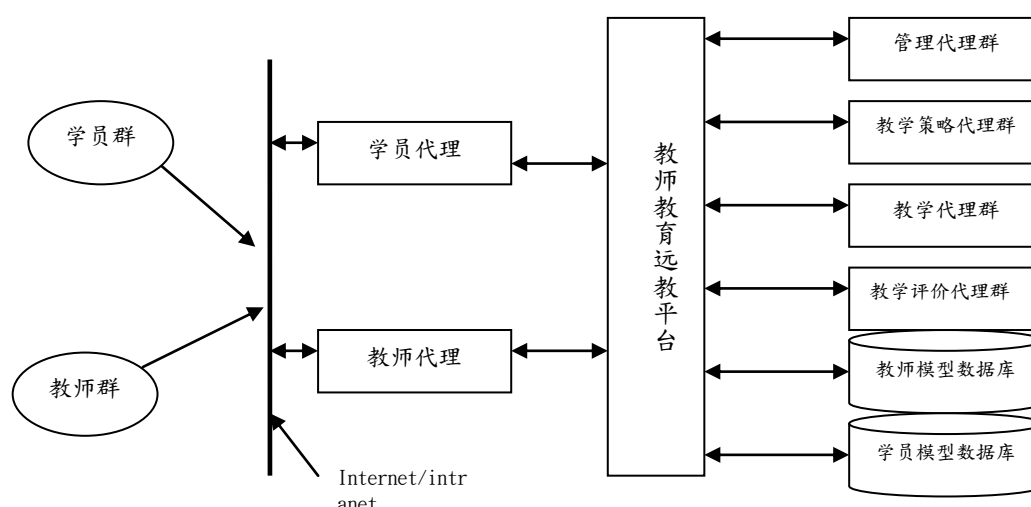 学员群
教师群
学员代理
教师代理
Internet/intr
anet
教师教育远教平台
管理代理群
教学策略代理群
教学代理群
教学评价代理群
教师模型数据库
学员模型数据库